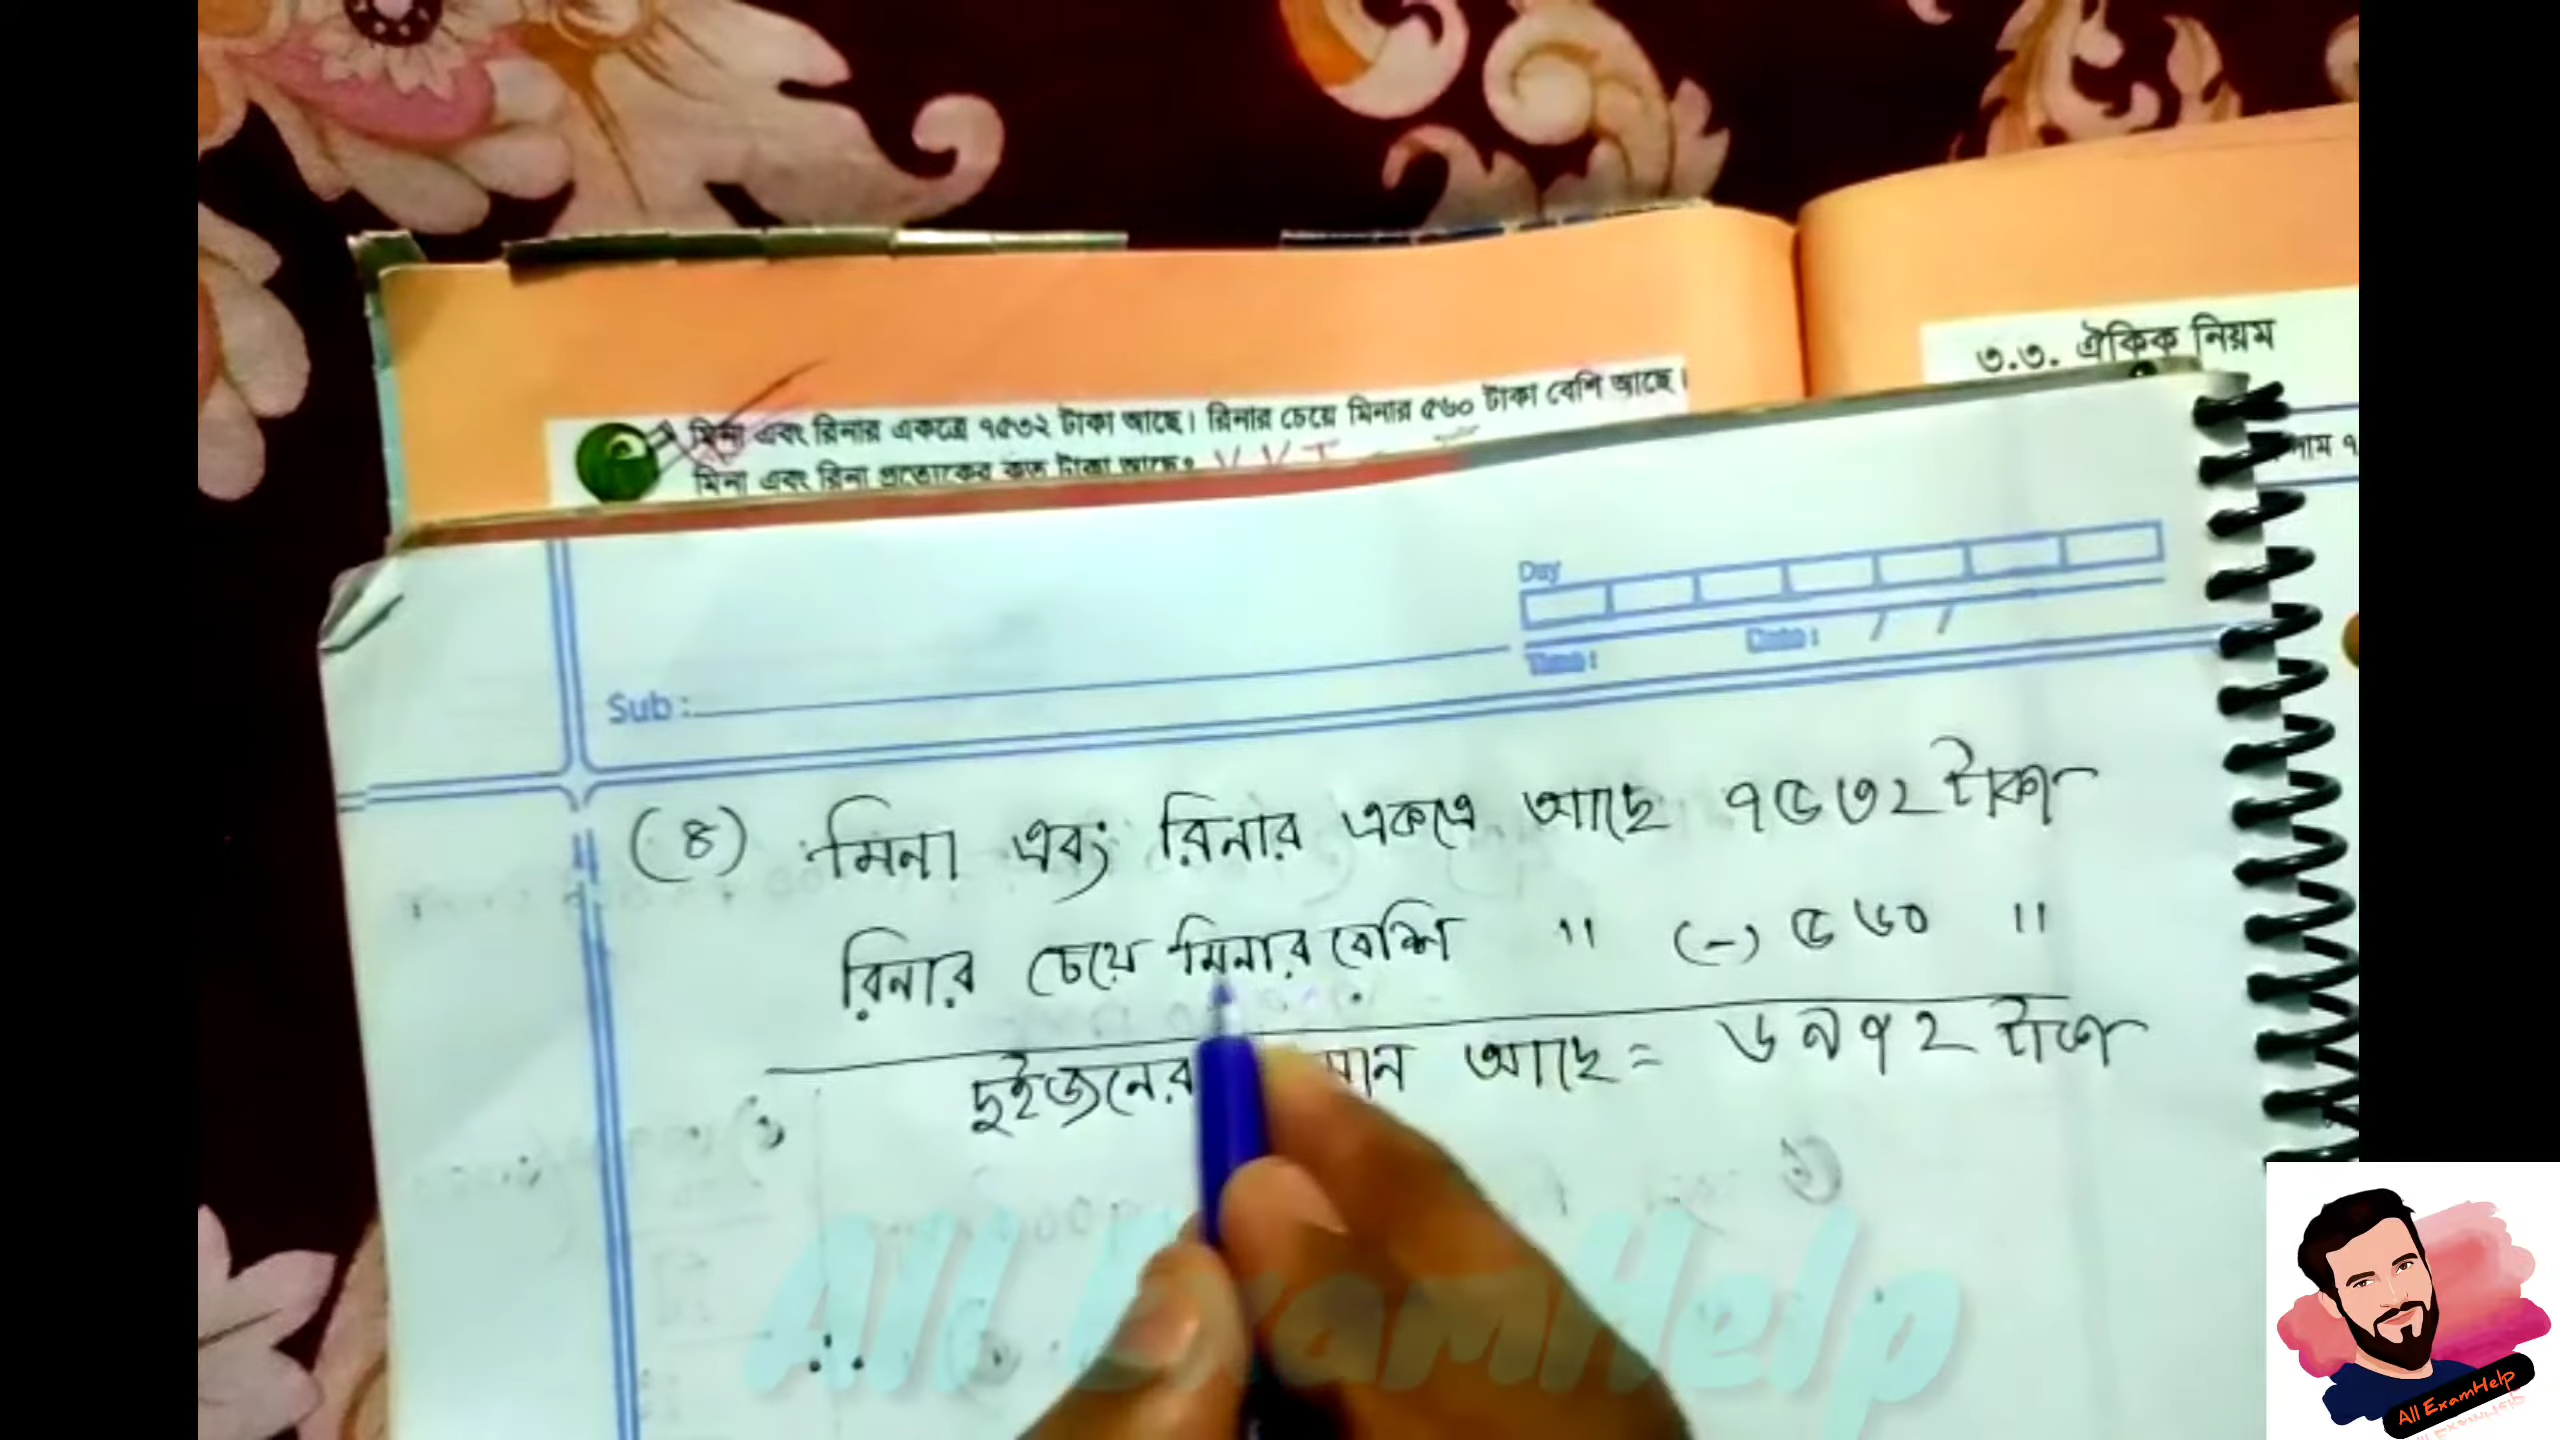 ৩.৩. ঐকিক নিয়ম
মিনা এবং রিনার একত্রে ৭৫৩২ টাকা আছে। রিনার চেয়ে মিনার ৫৬০ টাকা বেশি আছে।
মিনা এবং রিনা প্রত্যেকের কত টাকা আছে?
Day
Time: Date: / /
Sub:
(৪) মিনা এবং রিনার একত্রে আছে ৭৫৩২ টাকা
রিনার চেয়ে মিনার বেশি " (-) ৫৬০ "
দুইজনের মান আছে = ৬৯৭২ টাকা
All ExamHelp
All ExamHelp